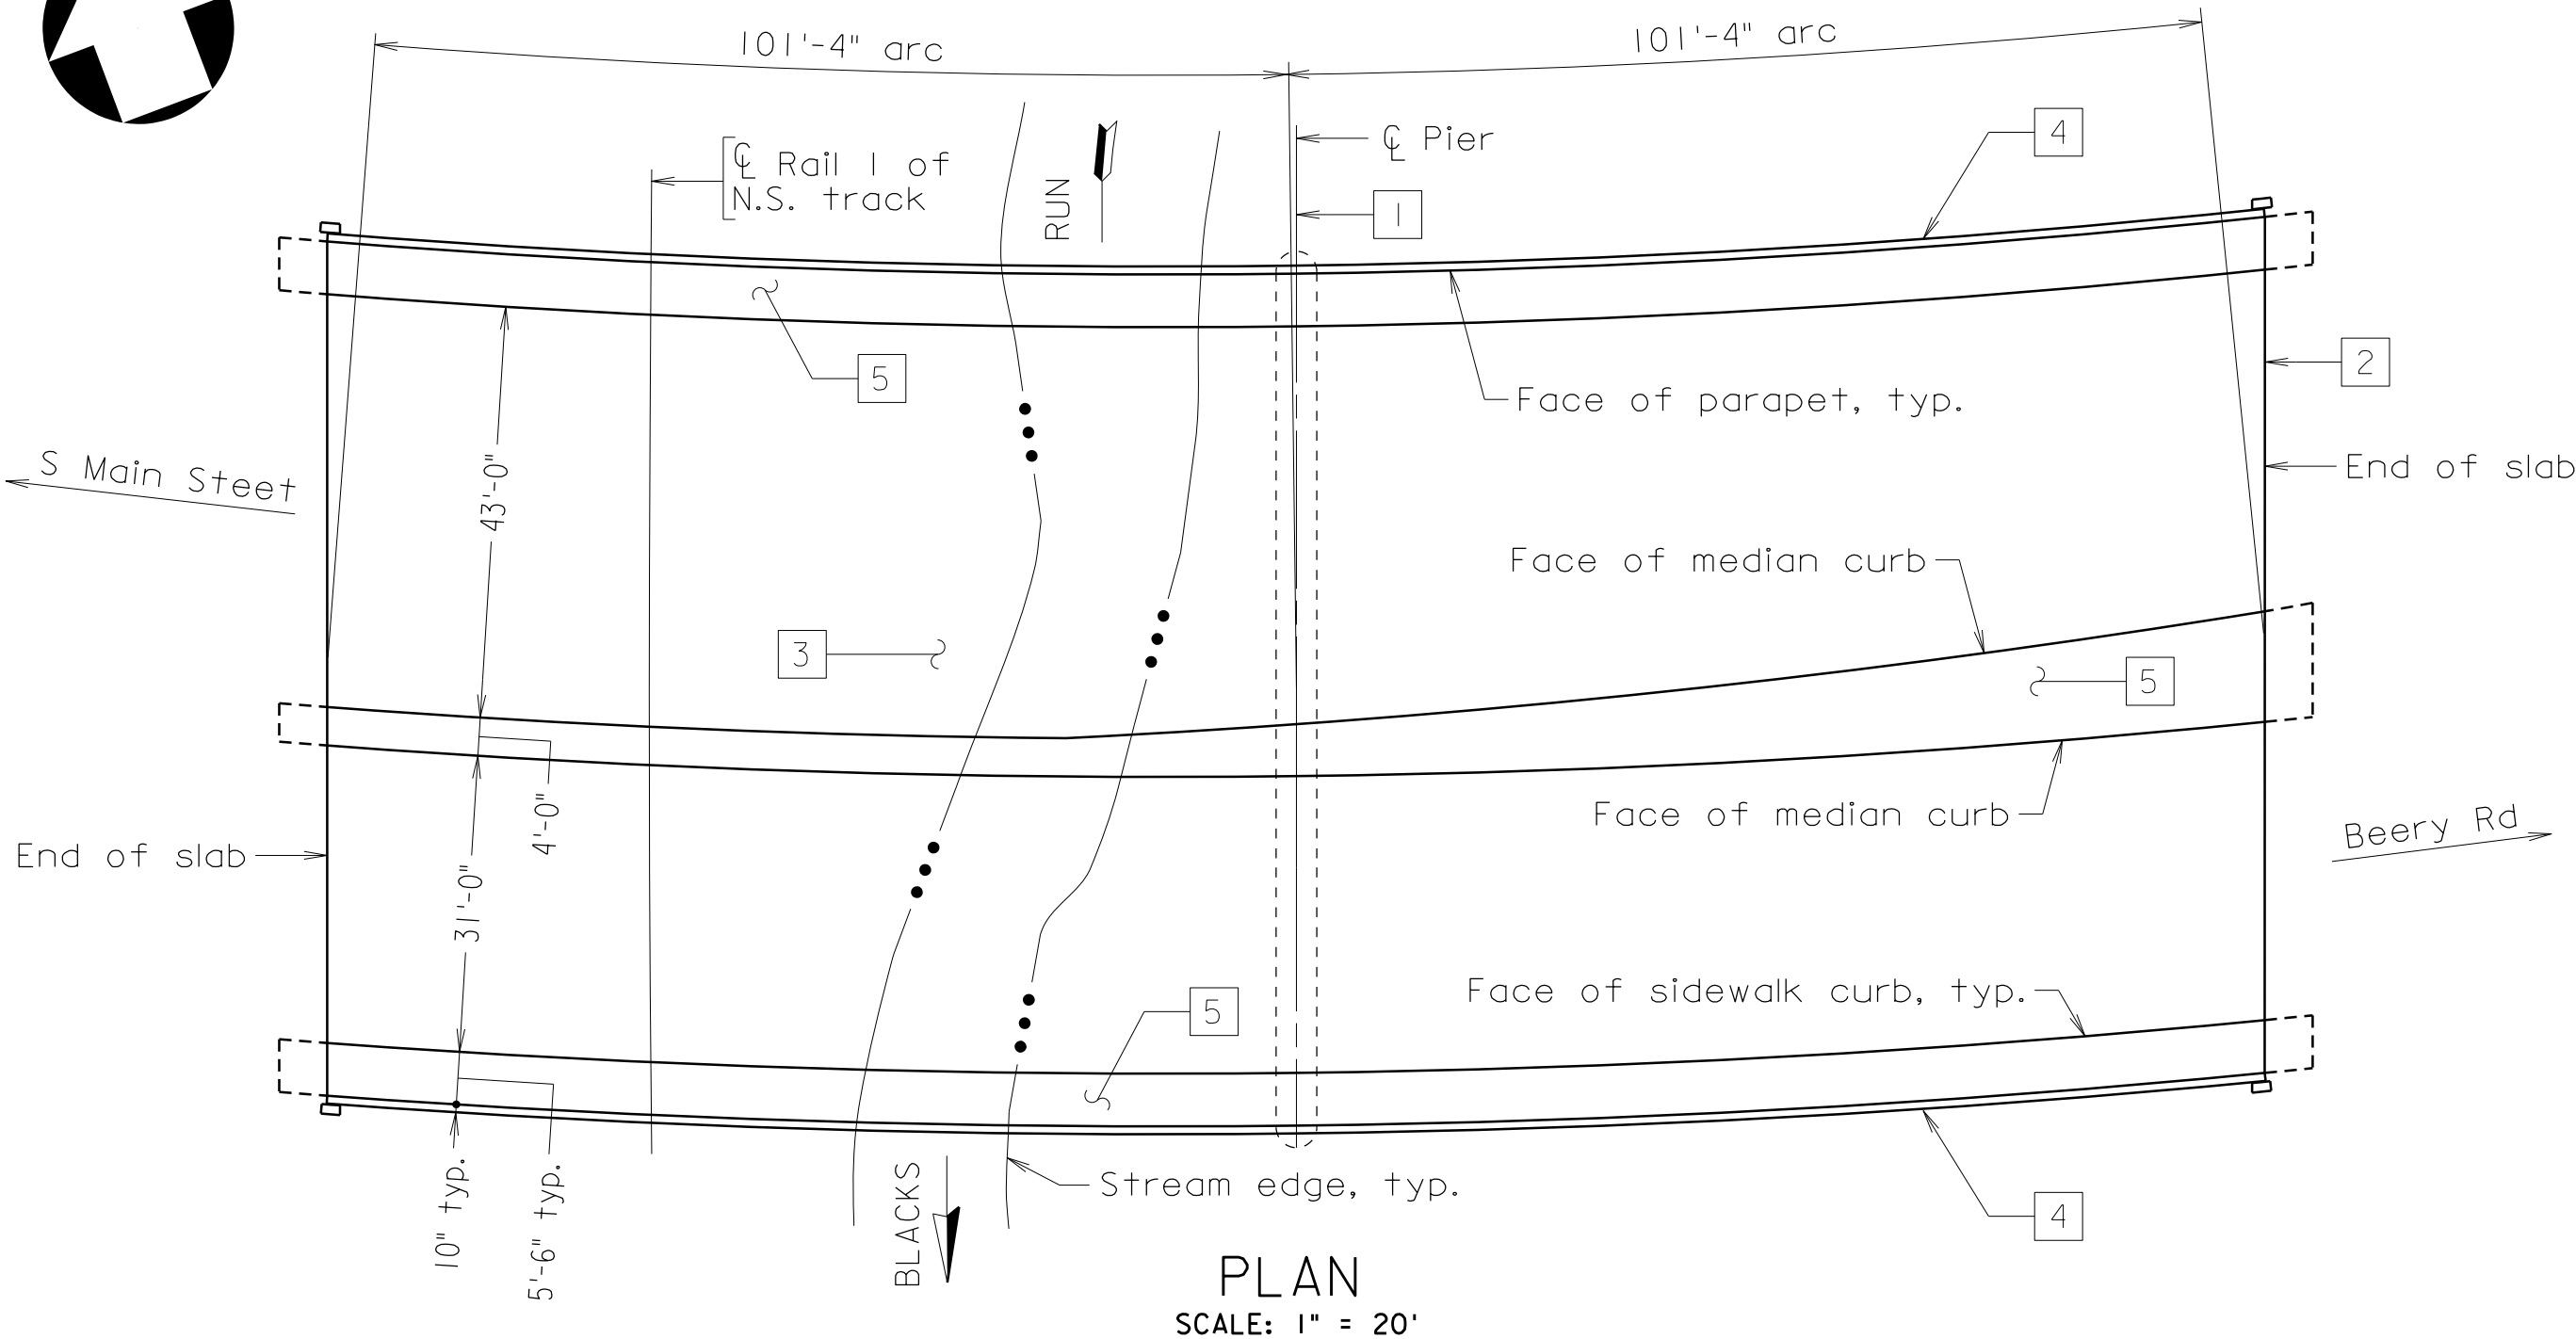 101'-4" arc
101'-4" arc
℄ Rail 1 of
N.S. track
RUN
℄ Pier
1
4
5
2
Face of parapet, typ.
S Main Steet
43'-0"
End of slab
Face of median curb
3
5
4'-0"
Face of median curb
Beery Rd
End of slab
31'-0"
5
Face of sidewalk curb, typ.
10" typ.
5'-6" typ.
BLACKS
Stream edge, typ.
4
PLAN
SCALE: 1" = 20'